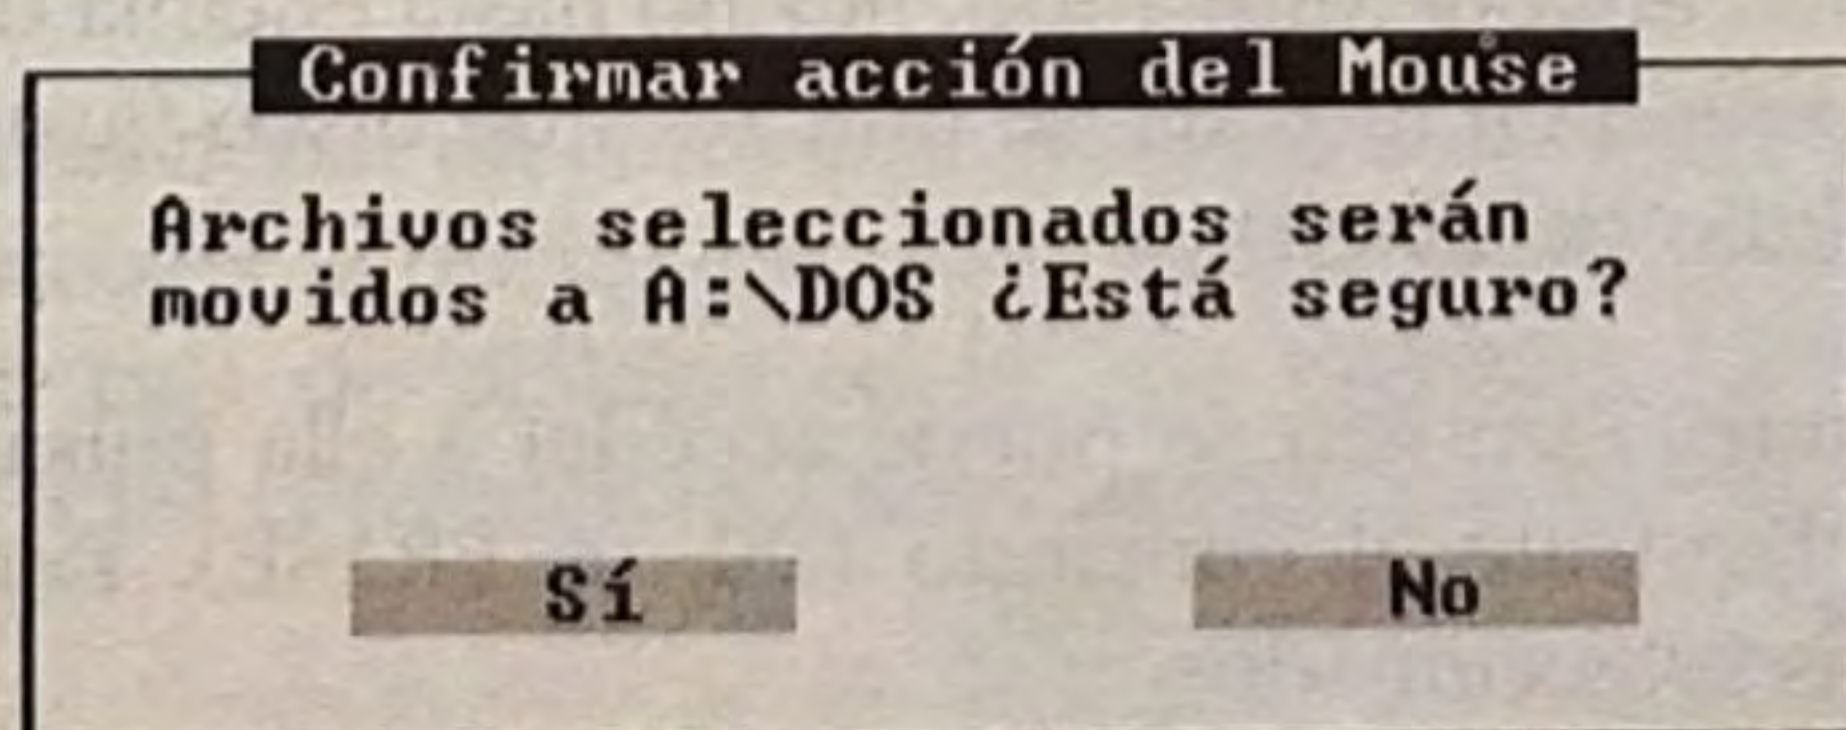 Confirmar acción del Mouse
Archivos seleccionados serán
movidos a A:\DOS ¿Está seguro?
Sí
No